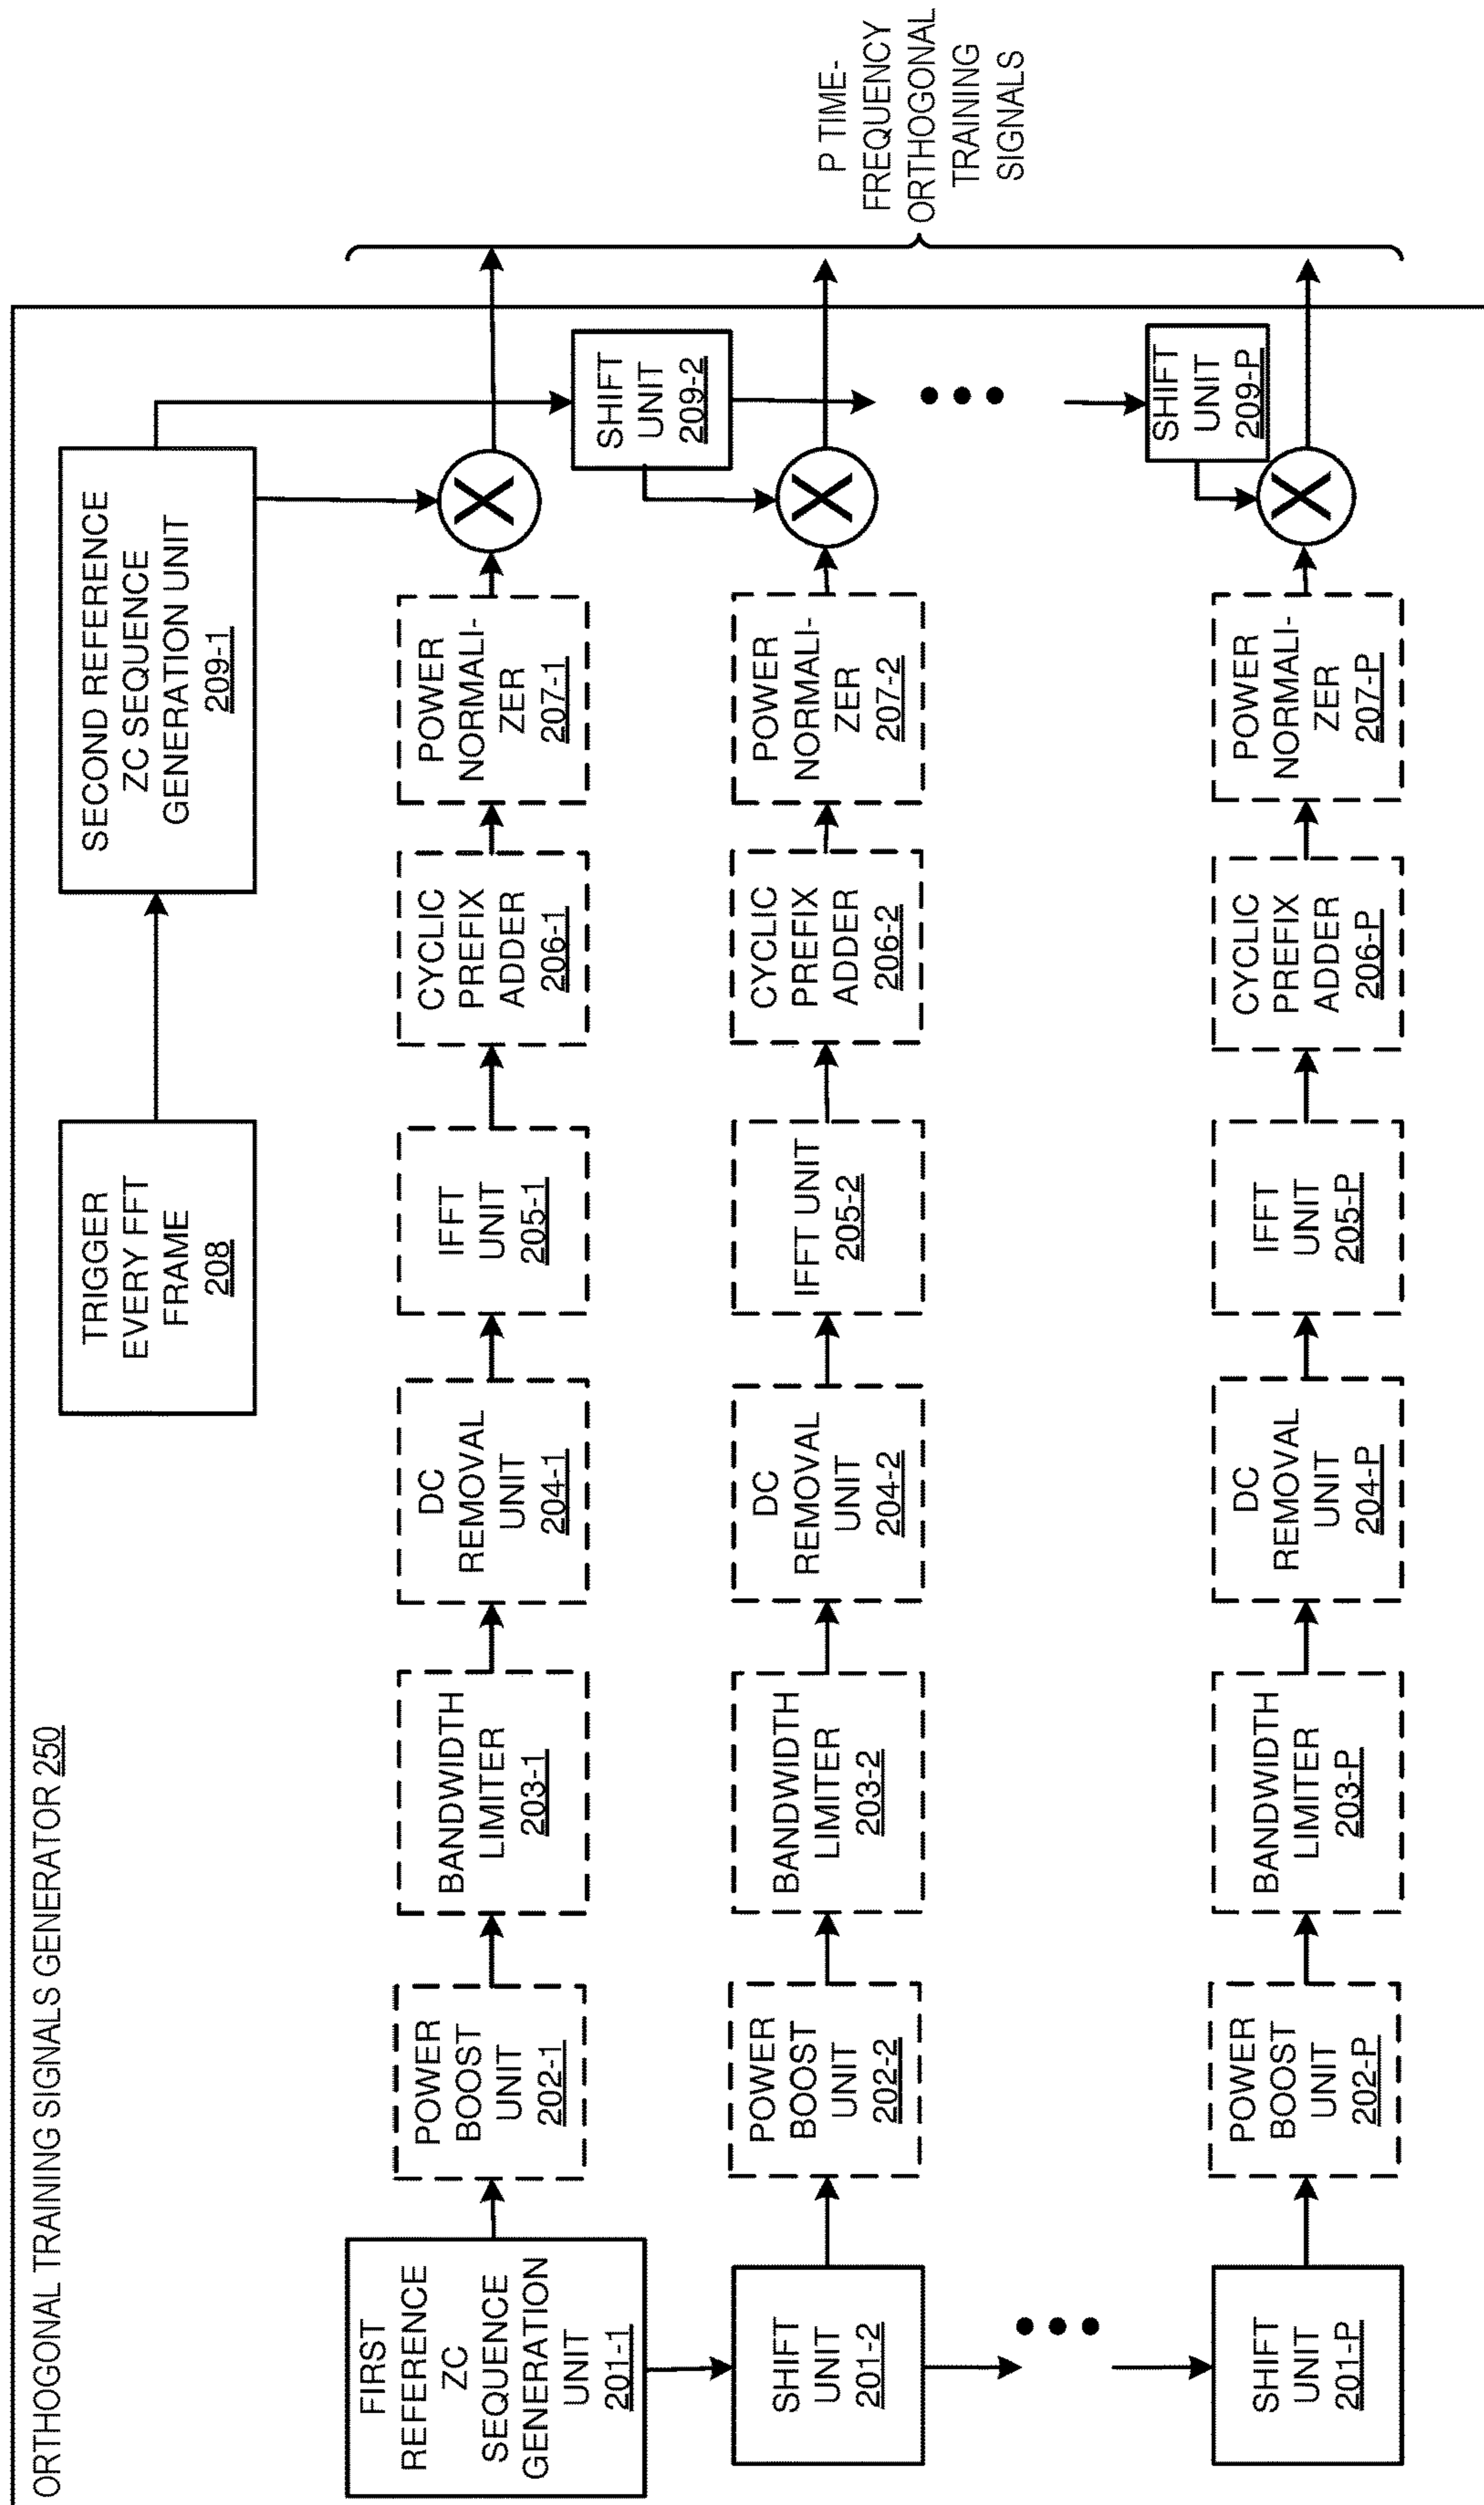 ORTHOGONAL TRAINING SIGNALS GENERATOR 250
TRIGGER
EVERY FFT
FRAME
208
SECOND REFERENCE
ZC SEQUENCE
GENERATION UNIT
209-1
FIRST
REFERENCE
ZC
SEQUENCE
GENERATION
UNIT
201-1
POWER
BOOST
UNIT
202-1
BANDWIDTH
LIMITER
203-1
DC
REMOVAL
UNIT
204-1
IFFT
UNIT
205-1
CYCLIC
PREFIX
ADDER
206-1
POWER
NORMALI-
ZER
207-1
X
SHIFT
UNIT
209-2
SHIFT
UNIT
201-2
POWER
BOOST
UNIT
202-2
BANDWIDTH
LIMITER
203-2
DC
REMOVAL
UNIT
204-2
IFFT UNIT
205-2
CYCLIC
PREFIX
ADDER
206-2
POWER
NORMALI-
ZER
207-2
X
SHIFT
UNIT
209-P
SHIFT
UNIT
201-P
POWER
BOOST
UNIT
202-P
BANDWIDTH
LIMITER
203-P
DC
REMOVAL
UNIT
204-P
IFFT
UNIT
205-P
CYCLIC
PREFIX
ADDER
206-P
POWER
NORMALI-
ZER
207-P
X
P TIME-
FREQUENCY
ORTHOGONAL
TRAINING
SIGNALS